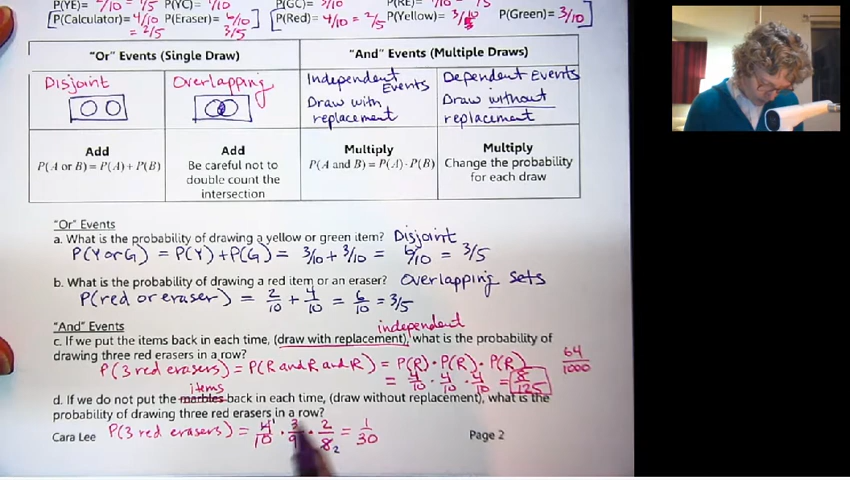 P(YE) = 2/10 = 1/5 P(YC) = 1/10 P(GC) = 3/10
P(Calculator) = 4/10 P(Eraser) = 6/10 P(Red) = 4/10 = 2/5 P(Yellow) = 3/10 P(Green) = 3/10
= 2/5 3/5
"Or" Events (Single Draw) "And" Events (Multiple Draws)
Disjoint Overlapping Independent Events Dependent Events
Draw with replacement Draw without replacement
Add Add Multiply Multiply
P(A or B) = P(A) + P(B) Be careful not to double count the intersection P(A and B) = P(A) · P(B) Change the probability for each draw
"Or" Events
a. What is the probability of drawing a yellow or green item? Disjoint
P(Y or G) = P(Y) + P(G) = 3/10 + 3/10 = 6/10 = 3/5
b. What is the probability of drawing a red item or an eraser? Overlapping sets
P(red or eraser) = 2/10 + 4/10 = 6/10 = 3/5
"And" Events
independent
c. If we put the items back in each time, (draw with replacement), what is the probability of
drawing three red erasers in a row?
P(3 red erasers) = P(R and R and R) = P(R) · P(R) · P(R) 64/1000
= 4/10 · 4/10 · 4/10 = 8/125
items
d. If we do not put the marbles back in each time, (draw without replacement), what is the
probability of drawing three red erasers in a row?
P(3 red erasers) = 4/10 · 3/9 · 2/8 = 1/30
Cara Lee Page 2